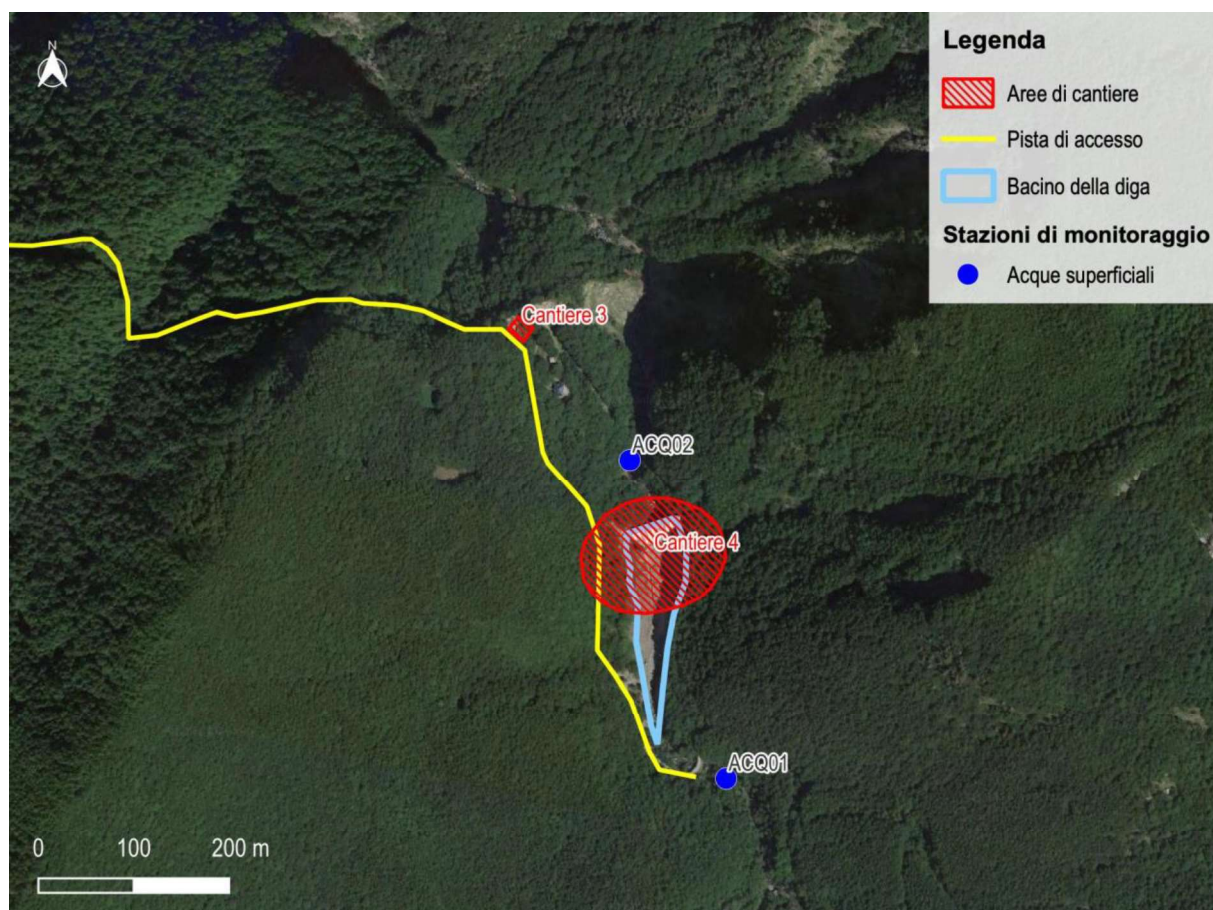 N
Legenda
Aree di cantiere
Pista di accesso
Bacino della diga
Stazioni di monitoraggio
Acque superficiali
Cantiere 3
ACQ02
Cantiere 4
ACQ01
0 100 200 m